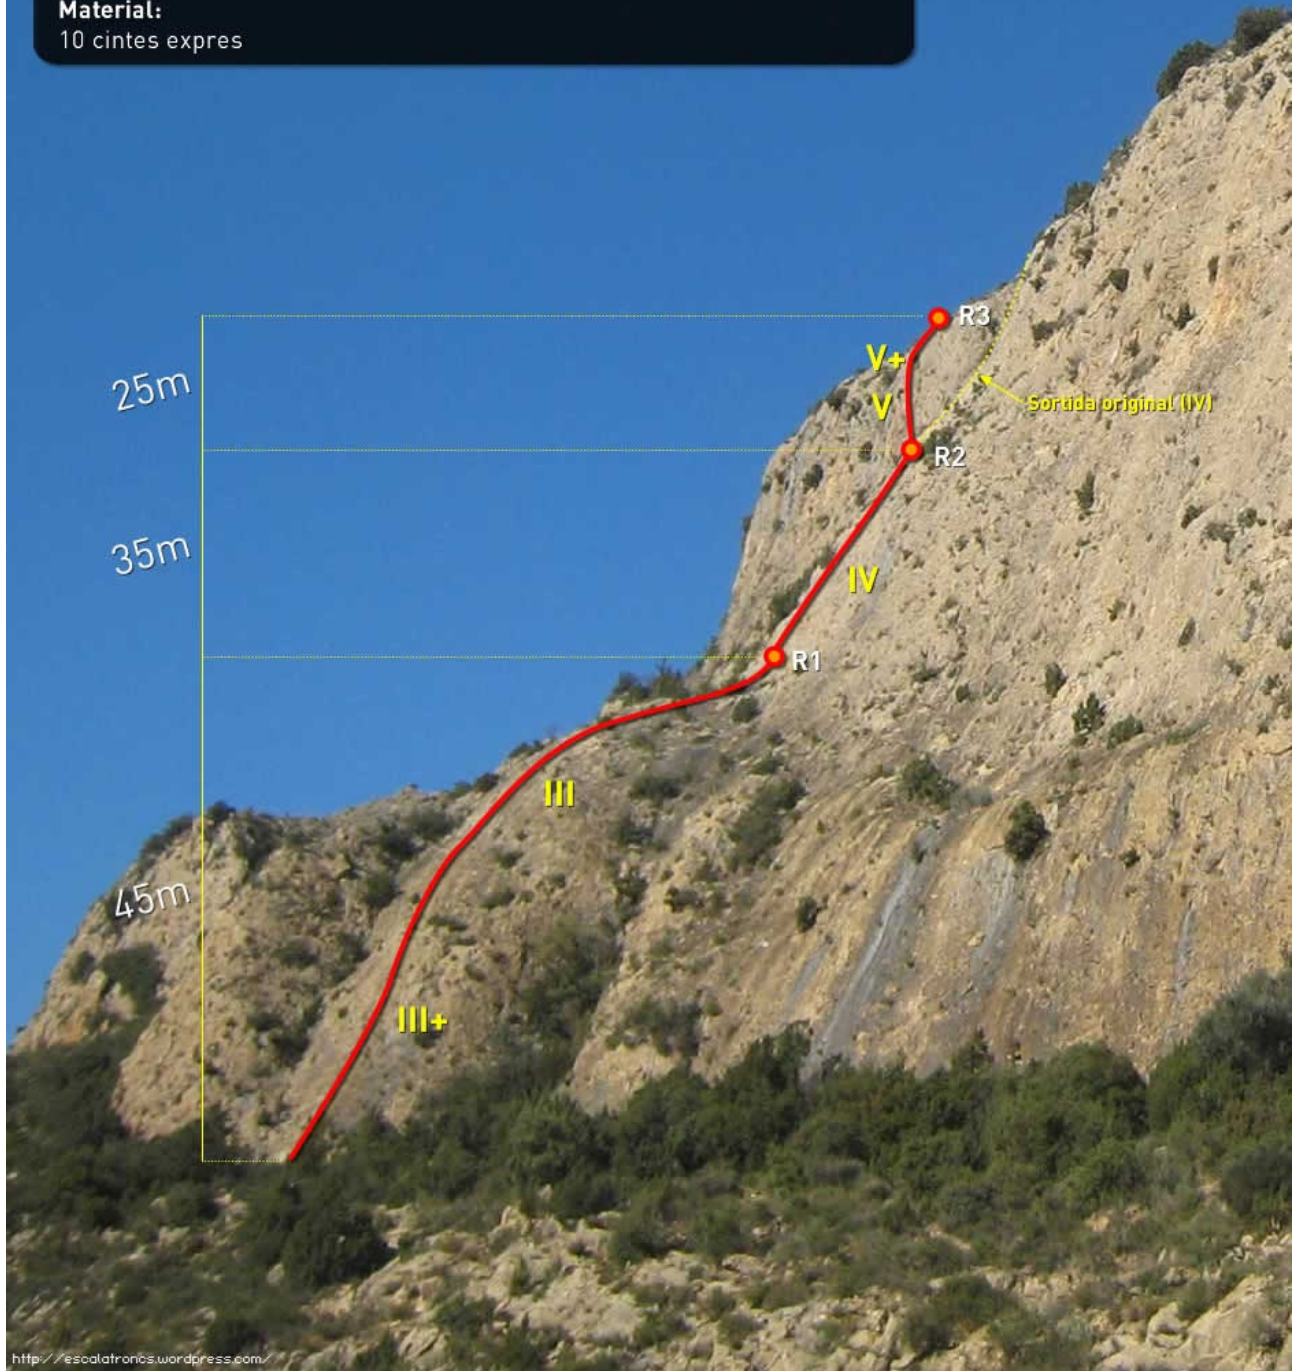 Material:
10 cintes expres
R3
V+
25m
V
Sortida original (IV)
R2
35m
IV
R1
III
45m
III+
http://escalatroncs.wordpress.com/